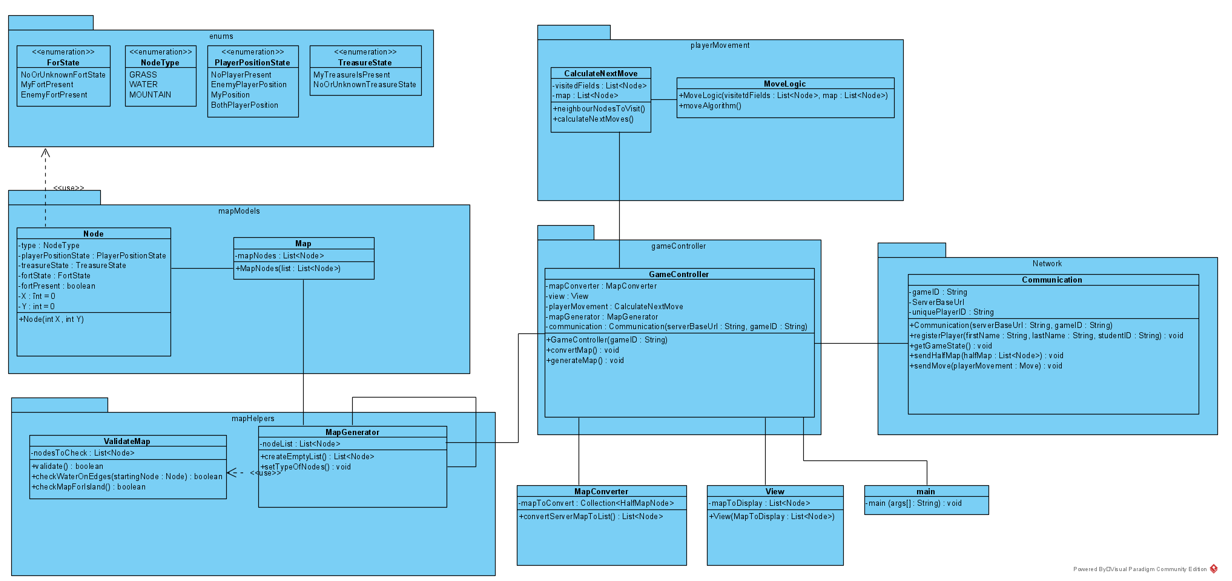 enums
<<enumeration>>
ForState
NoOrUnknownFortState
MyFortPresent
EnemyFortPresent
<<enumeration>>
NodeType
GRASS
WATER
MOUNTAIN
<<enumeration>>
PlayerPositionState
NoPlayerPresent
EnemyPlayerPosition
MyPosition
BothPlayerPosition
<<enumeration>>
TreasureState
MyTreasureIsPresent
NoOrUnknownTreasureState
playerMovement
CalculateNextMove
-visitedFields : List<Node>
-map : List<Node>
+neighbourNodesToVisit()
+calculateNextMoves()
MoveLogic
+MoveLogic(visitetdFields : List<Node>, map : List<Node>)
+moveAlgorithm()
<<use>>
mapModels
Node
-type : NodeType
-playerPositionState : PlayerPositionState
-treasureState : TreasureState
-fortState : FortState
-fortPresent : boolean
-X : Int = 0
-Y : int = 0
+Node(int X , int Y)
Map
-mapNodes : List<Node>
+MapNodes(list : List<Node>)
gameController
GameController
-mapConverter : MapConverter
-view : View
-playerMovement : CalculateNextMove
-mapGenerator : MapGenerator
-communication : Communication(serverBaseUrl : String, gameID : String)
+GameController(gameID : String)
+convertMap() : void
+generateMap() : void
Network
Communication
-gameID : String
-ServerBaseUrl
-uniquePlayerID : String
+Communication(serverBaseUrl : String, gameID : String)
+registerPlayer(firstName : String, lastName : String, studentID : String) : void
+getGameState() : void
+sendHalfMap(halfMap : List<Node>) : void
+sendMove(playerMovement : Move) : void
mapHelpers
ValidateMap
-nodesToCheck : List<Node>
+validate() : boolean
+checkWaterOnEdges(startingNode : Node) : boolean
+checkMapForIsland() : boolean
<<use>>
MapGenerator
-nodeList : List<Node>
+createEmptyList() : List<Node>
+setTypeOfNodes() : void
MapConverter
-mapToConvert : Collection<HalfMapNode>
+convertServerMapToList() : List<Node>
View
-mapToDisplay : List<Node>
+View(MapToDisplay : List<Node>)
main
-main (args[] : String) : void
Powered By Visual Paradigm Community Edition